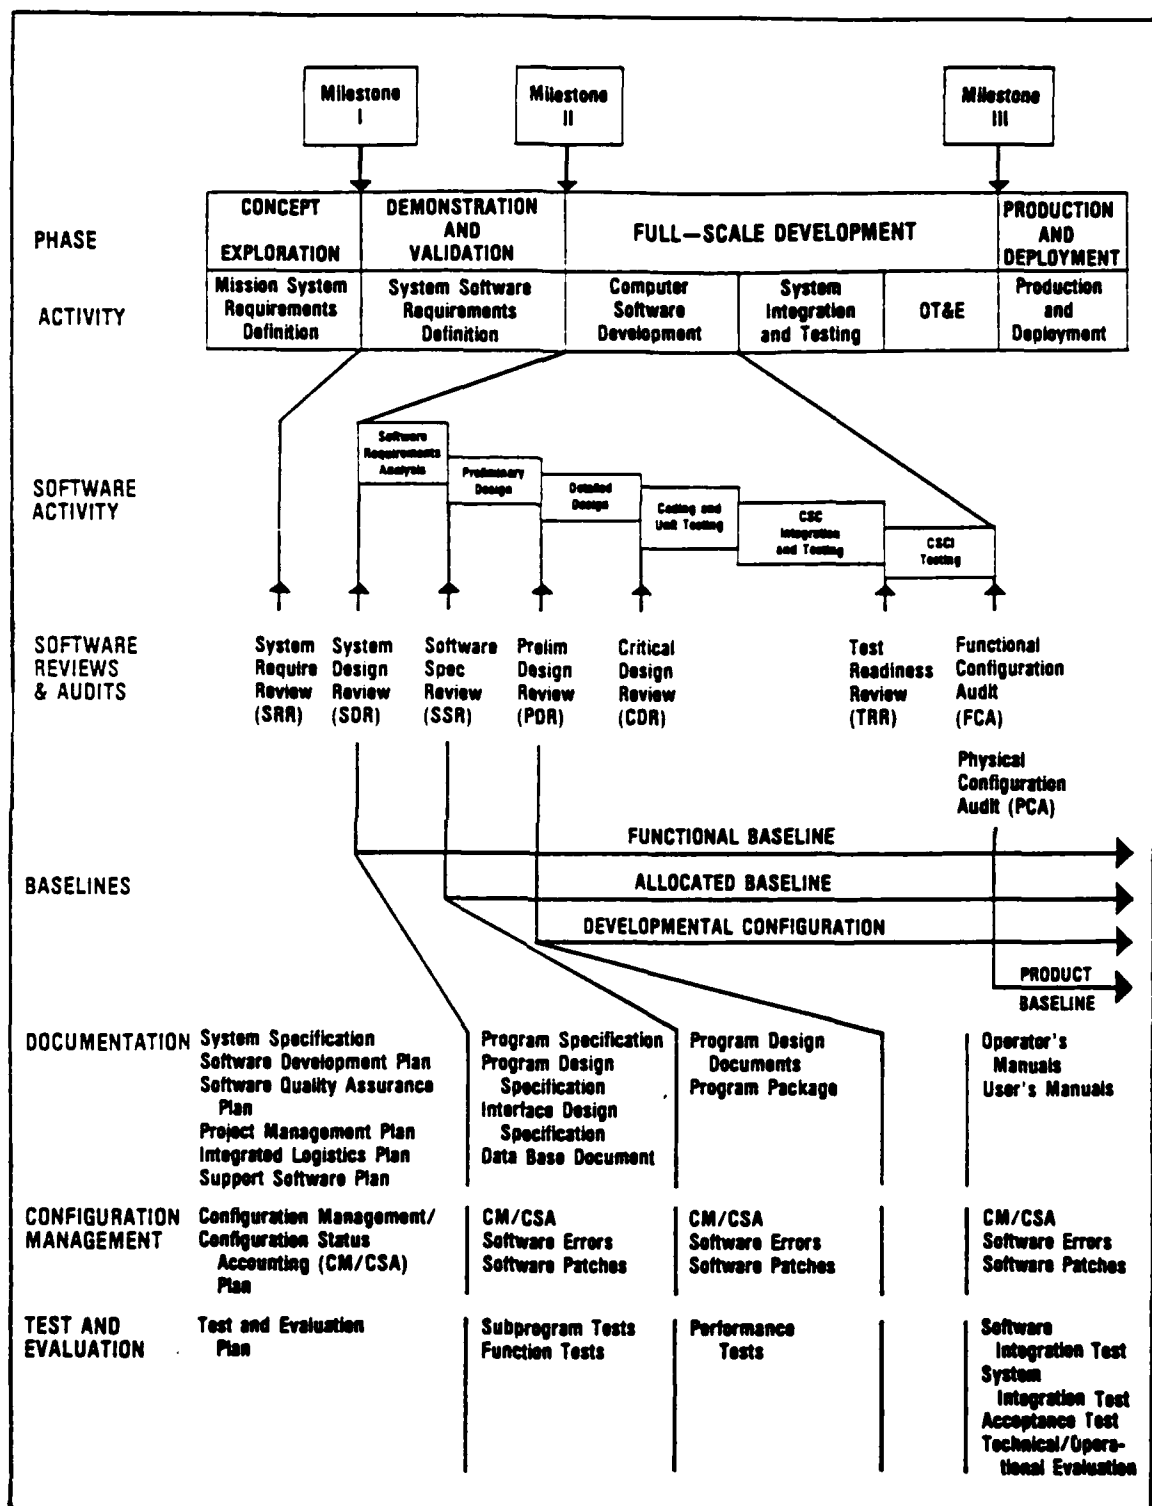 Milestone
I
Milestone
II
Milestone
III
PHASE
CONCEPT
EXPLORATION
DEMONSTRATION
AND
VALIDATION
FULL—SCALE DEVELOPMENT
PRODUCTION
AND
DEPLOYMENT
ACTIVITY
Mission System
Requirements
Definition
System Software
Requirements
Definition
Computer
Software
Development
System
Integration
and Testing
OT&E
Production
and
Deployment
SOFTWARE
ACTIVITY
Software
Requirements
Analysis
Preliminary
Design
Detailed
Design
Coding and
Unit Testing
CSC
Integration
and Testing
CSCI
Testing
SOFTWARE
REVIEWS
& AUDITS
System
Require
Review
(SRR)
System
Design
Review
(SDR)
Software
Spec
Review
(SSR)
Prelim
Design
Review
(PDR)
Critical
Design
Review
(CDR)
Test
Readiness
Review
(TRR)
Functional
Configuration
Audit
(FCA)
Physical
Configuration
Audit (PCA)
BASELINES
FUNCTIONAL BASELINE
ALLOCATED BASELINE
DEVELOPMENTAL CONFIGURATION
PRODUCT
BASELINE
DOCUMENTATION
System Specification
Software Development Plan
Software Quality Assurance
Plan
Project Management Plan
Integrated Logistics Plan
Support Software Plan
Program Specification
Program Design
Specification
Interface Design
Specification
Data Base Document
Program Design
Documents
Program Package
Operator's
Manuals
User's Manuals
CONFIGURATION
MANAGEMENT
Configuration Management/
Configuration Status
Accounting (CM/CSA)
Plan
CM/CSA
Software Errors
Software Patches
CM/CSA
Software Errors
Software Patches
CM/CSA
Software Errors
Software Patches
TEST AND
EVALUATION
Test and Evaluation
Plan
Subprogram Tests
Function Tests
Performance
Tests
Software
Integration Test
System
Integration Test
Acceptance Test
Technical/Opera-
tional Evaluation